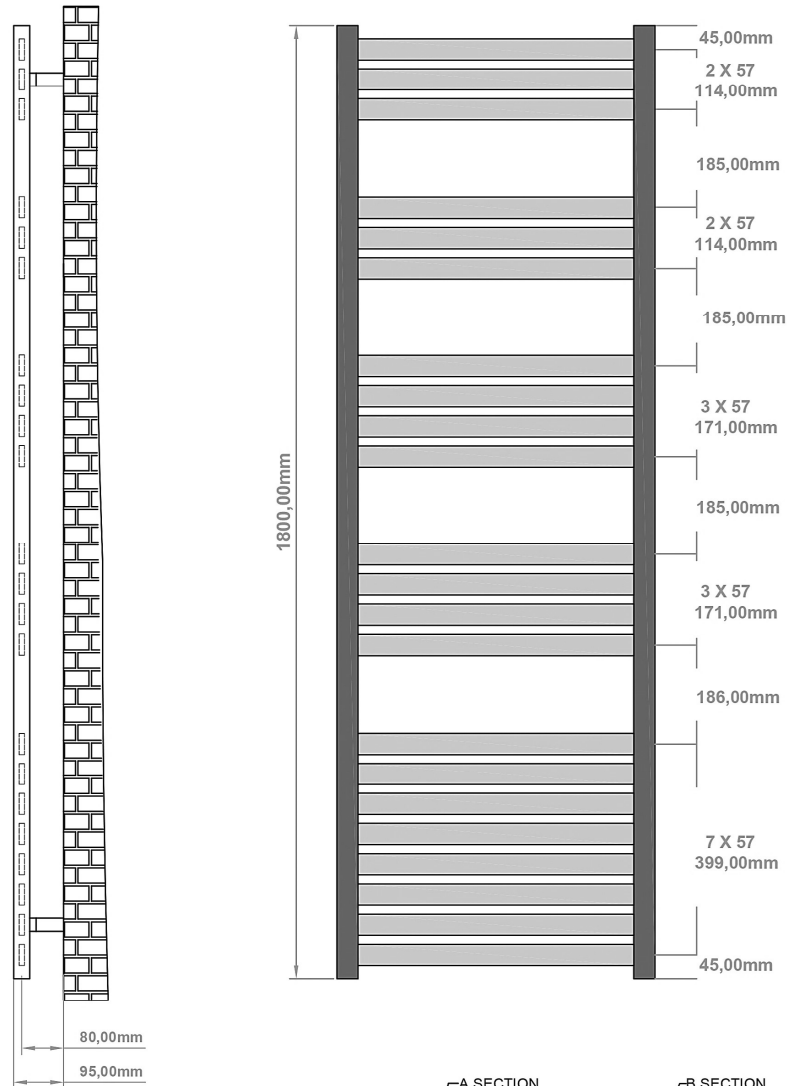 45,00mm
2 X 57
114,00mm
185,00mm
2 X 57
114,00mm
185,00mm
3 X 57
171,00mm
1800,00mm
185,00mm
3 X 57
171,00mm
186,00mm
7 X 57
399,00mm
45,00mm
80,00mm
95,00mm
A SECTION
B SECTION